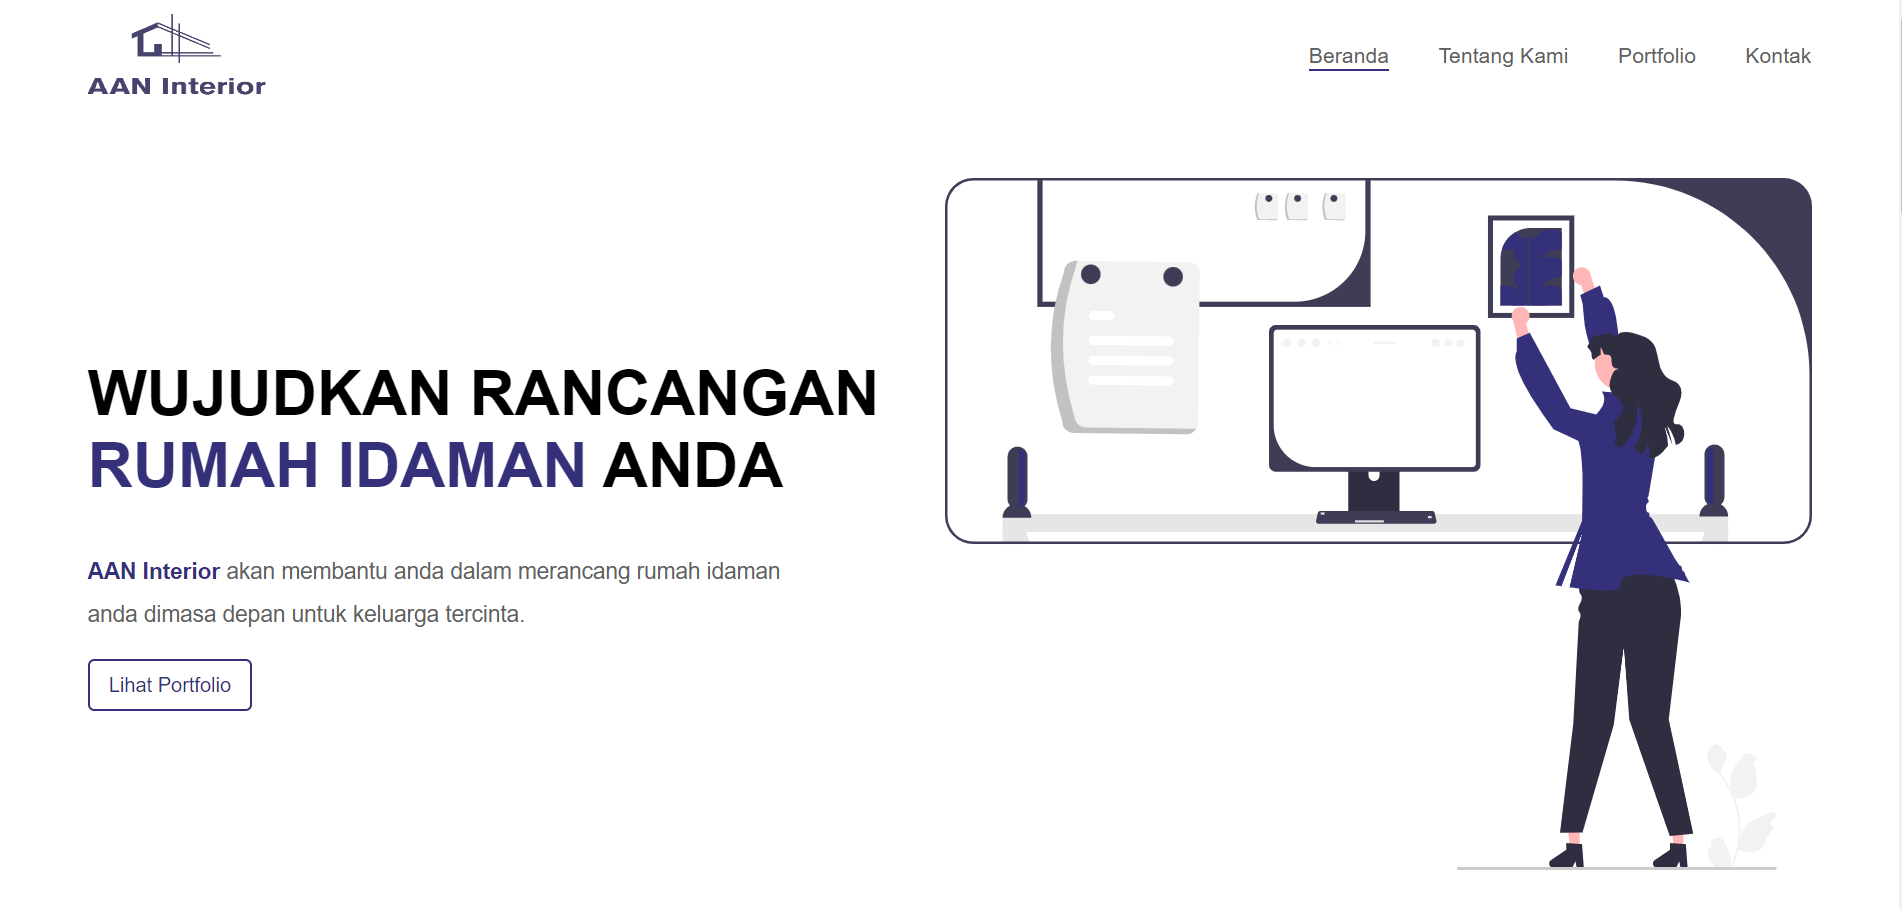 AAN Interior
Beranda Tentang Kami Portfolio Kontak
WUJUDKAN RANCANGAN
RUMAH IDAMAN ANDA
AAN Interior akan membantu anda dalam merancang rumah idaman
anda dimasa depan untuk keluarga tercinta.
Lihat Portfolio